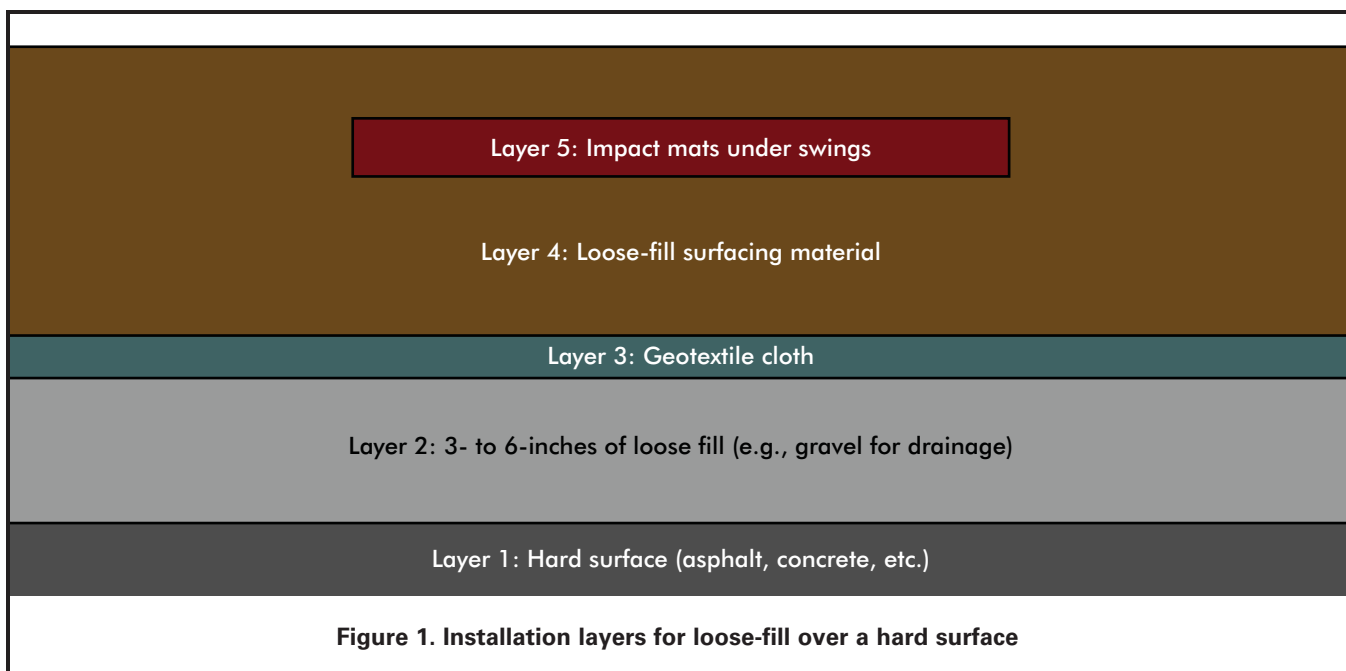 Layer 5: Impact mats under swings
Layer 4: Loose-fill surfacing material
Layer 3: Geotextile cloth
Layer 2: 3- to 6-inches of loose fill (e.g., gravel for drainage)
Layer 1: Hard surface (asphalt, concrete, etc.)
Figure 1. Installation layers for loose-fill over a hard surface